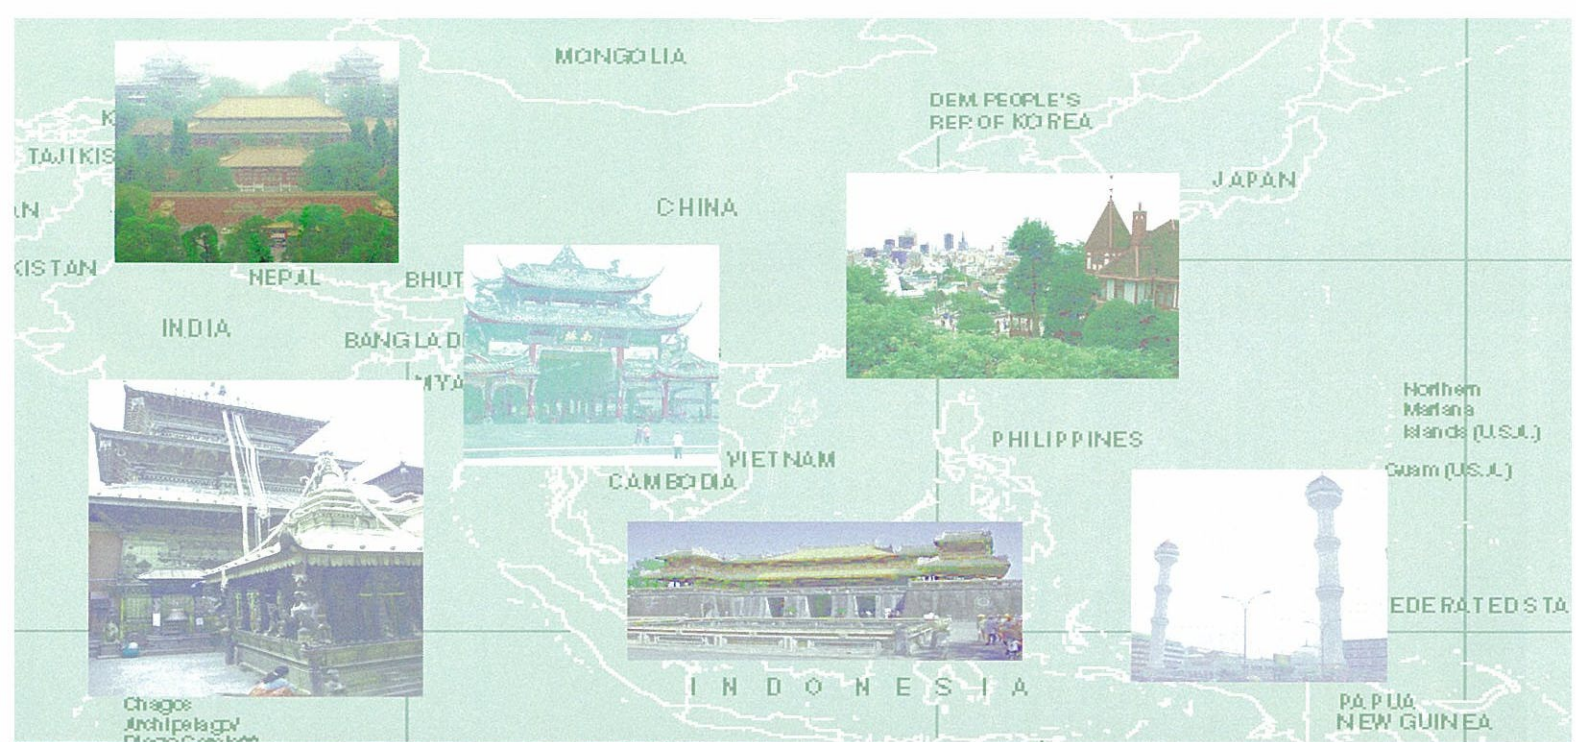 MONGOLIA
DEM. PEOPLE'S
REP. OF KOREA
K
TAJIKIS
JAPAN
AN
CHINA
KISTAN
NEPAL
BHUT
INDIA
BANGLAD
MYA
Northern
Mariana
Islands (U.S.A.)
PHILIPPINES
VIETNAM
Guam (U.S.A.)
CAMBODIA
EDERATED STA
INDONESIA
Chagos
Archipelago/
PAPUA
NEW GUINEA